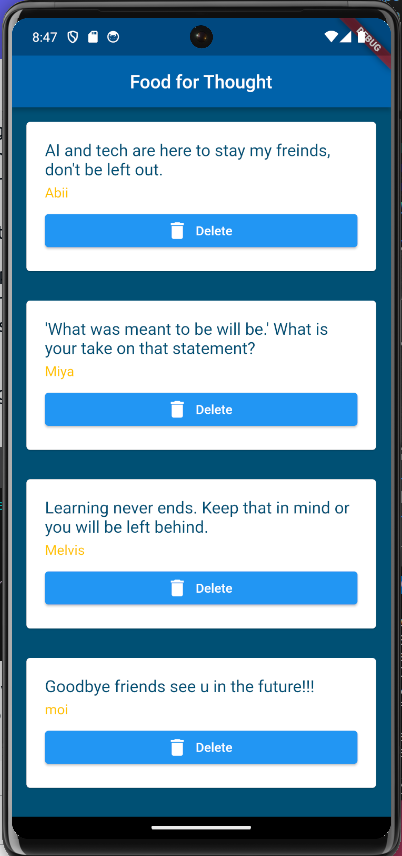 8:47
DEBUG
Food for Thought
AI and tech are here to stay my freinds,
don't be left out.
Abii
Delete
'What was meant to be will be.' What is
your take on that statement?
Miya
Delete
Learning never ends. Keep that in mind or
you will be left behind.
Melvis
Delete
Goodbye friends see u in the future!!!
moi
Delete